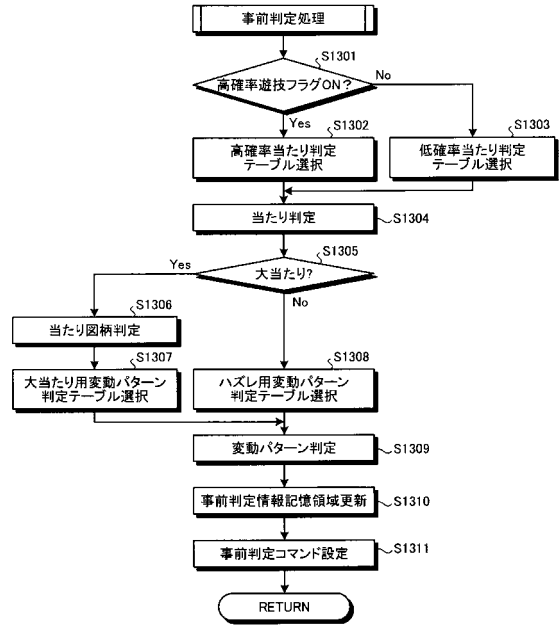 事前判定処理
S1301
高確率遊技フラグON?
No
Yes
S1302
高確率当たり判定
テーブル選択
S1303
低確率当たり判定
テーブル選択
当たり判定
S1304
S1305
大当たり?
Yes
No
S1306
当たり図柄判定
S1307
大当たり用変動パターン
判定テーブル選択
S1308
ハズレ用変動パターン
判定テーブル選択
変動パターン判定
S1309
事前判定情報記憶領域更新
S1310
事前判定コマンド設定
S1311
RETURN